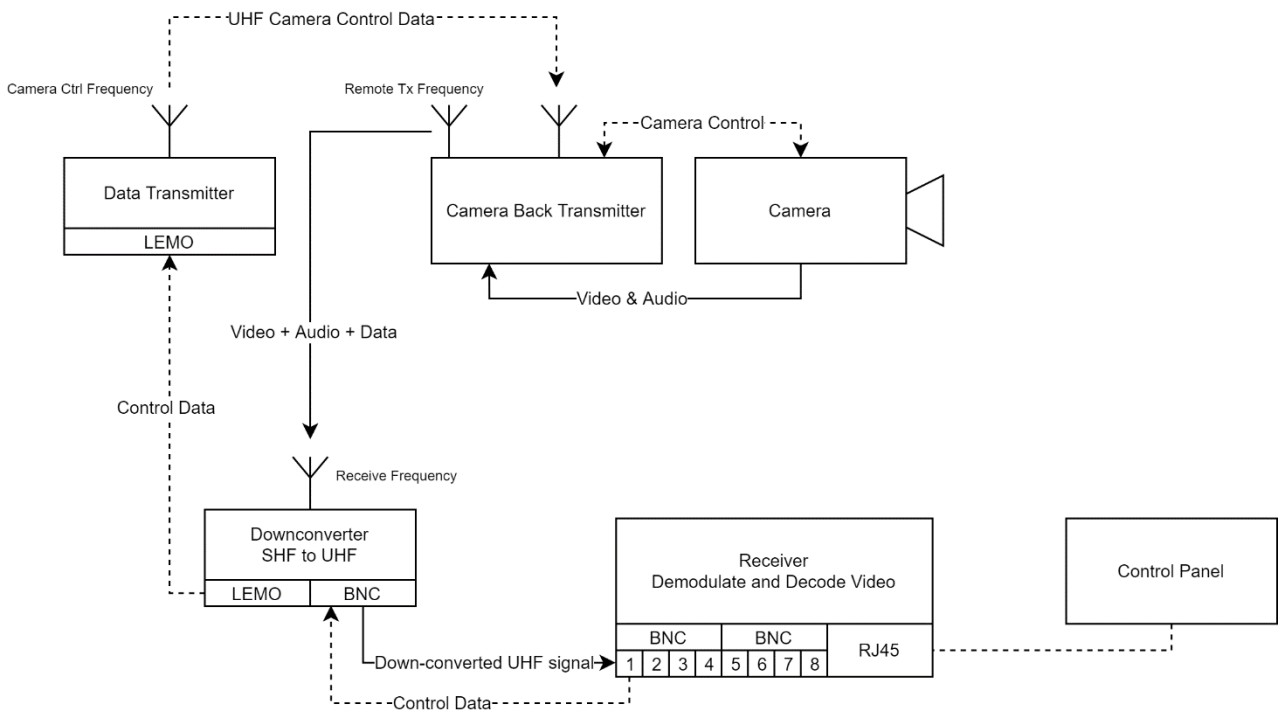 UHF Camera Control Data
Camera Ctrl Frequency
Remote Tx Frequency
Camera Control
Data Transmitter
LEMO
Camera Back Transmitter
Camera
Video & Audio
Video + Audio + Data
Control Data
Receive Frequency
Downconverter
SHF to UHF
LEMO
BNC
Receiver
Demodulate and Decode Video
BNC
BNC
1 2 3 4 5 6 7 8
RJ45
Control Panel
Down-converted UHF signal
Control Data